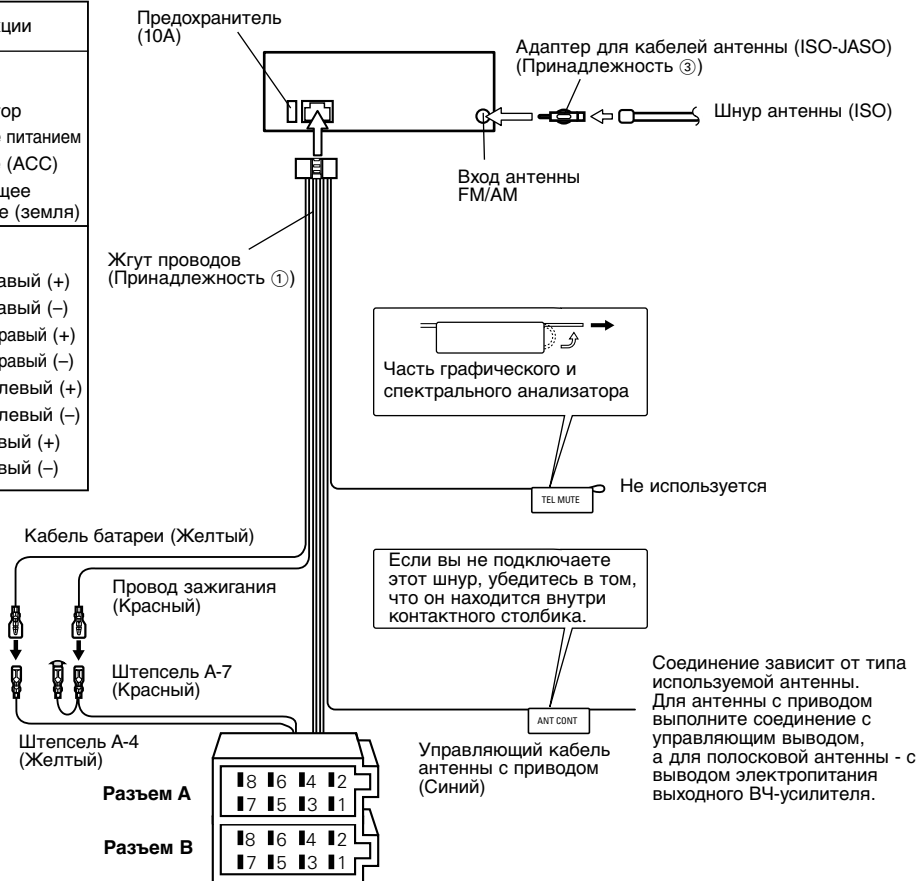 кции
тор
питанием
(ACC)
щее
е (земля)
авый (+)
авый (–)
равый (+)
равый (–)
левый (+)
левый (–)
вый (+)
вый (–)
Предохранитель
(10A)
Адаптер для кабелей антенны (ISO-JASO)
(Принадлежность ③)
Шнур антенны (ISO)
Вход антенны
FM/AM
Жгут проводов
(Принадлежность ①)
Часть графического и
спектрального анализатора
TEL MUTE
Не используется
Кабель батареи (Желтый)
Провод зажигания
(Красный)
Если вы не подключаете
этот шнур, убедитесь в том,
что он находится внутри
контактного столбика.
Штепсель А-7
(Красный)
Штепсель А-4
(Желтый)
ANT CONT
Управляющий кабель
антенны с приводом
(Синий)
Соединение зависит от типа
используемой антенны.
Для антенны с приводом
выполните соединение с
управляющим выводом,
а для полосковой антенны - с
выводом электропитания
выходного ВЧ-усилителя.
Разъем А
8 6 4 2
7 5 3 1
Разъем В
8 6 4 2
7 5 3 1